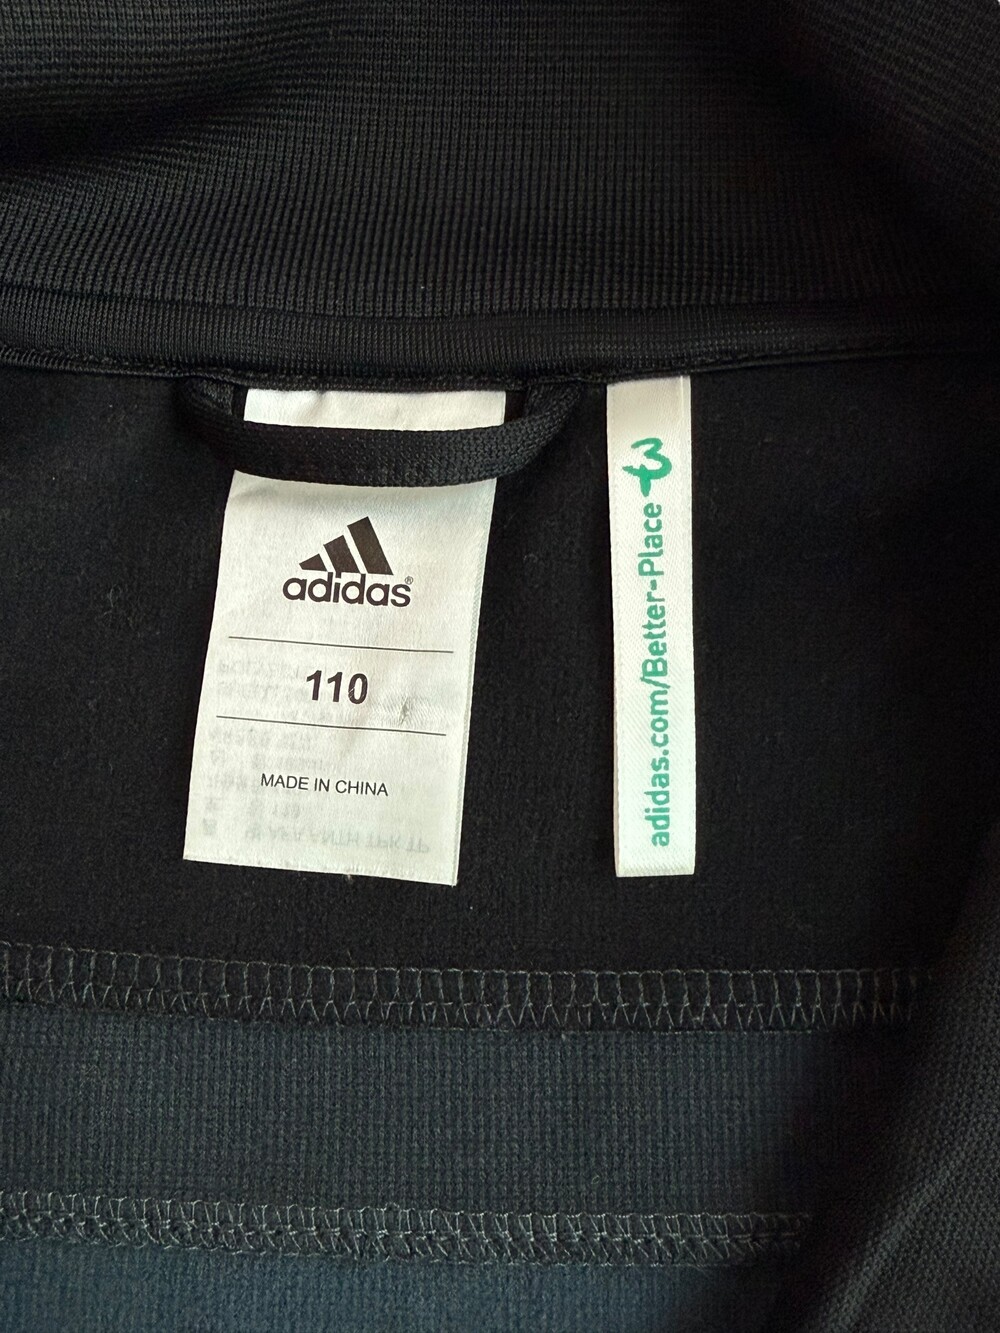 adidas®
110
MADE IN CHINA
adidas.com/Better-Place